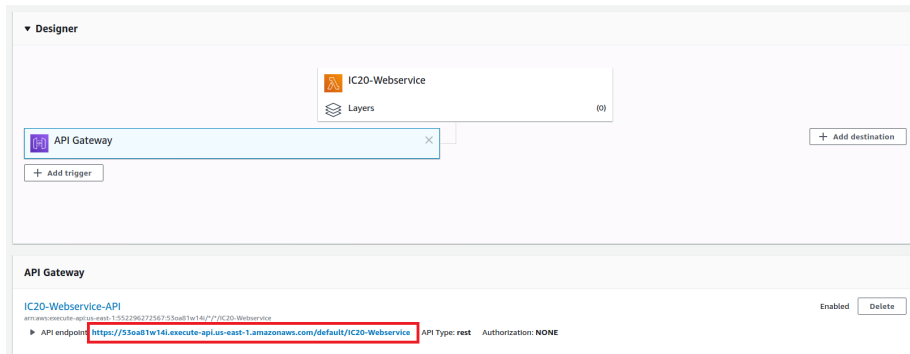 ▼ Designer
IC20-Webservice
Layers (0)
API Gateway
+ Add destination
+ Add trigger
API Gateway
IC20-Webservice-API Enabled Delete
arn:aws:execute-api:us-east-1:552296272567:53oa81w14i/*/*/IC20-Webservice
▶ API endpoint: https://53oa81w14i.execute-api.us-east-1.amazonaws.com/default/IC20-Webservice API Type: rest Authorization: NONE